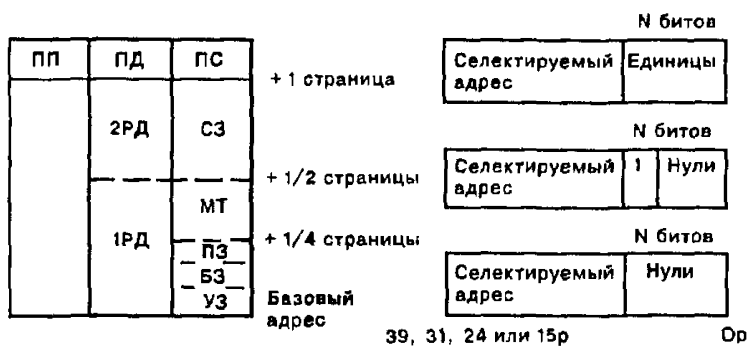 N битов
ПП ПД ПС
+ 1 страница
Селектируемый адрес
Единицы
2РД СЗ
N битов
+ 1/2 страницы
Селектируемый адрес
1 Нули
МТ
1РД
+ 1/4 страницы
N битов
ПЗ
БЗ
УЗ
Селектируемый адрес
Нули
Базовый адрес
39, 31, 24 или 15р
0р